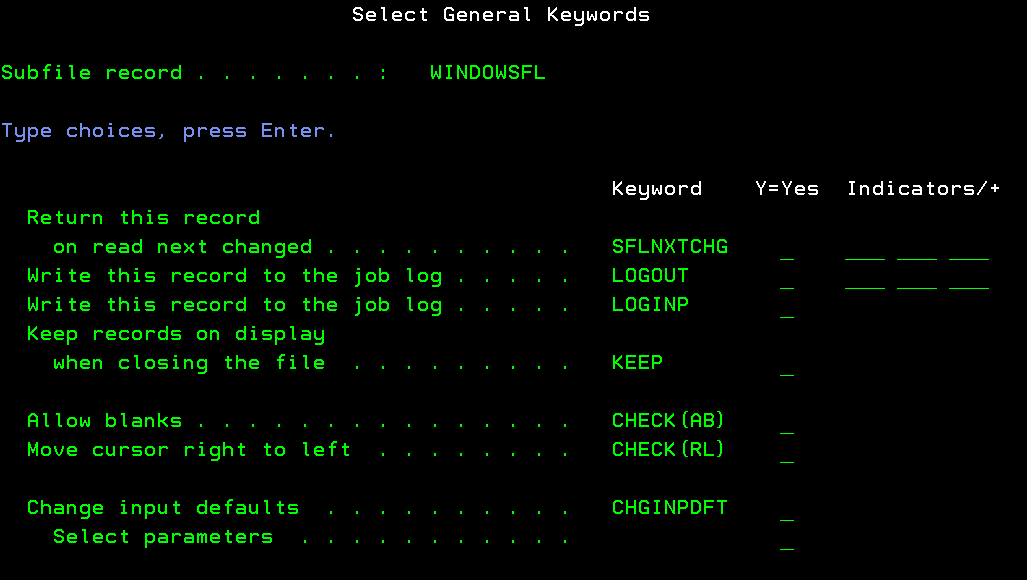 Select General Keywords
Subfile record . . . . . . . :   WINDOWSFL
Type choices, press Enter.
Keyword    Y=Yes  Indicators/+
Return this record
on read next changed . . . . . . . . . .   SFLNXTCHG    _    ___ ___ ___
Write this record to the job log . . . . .   LOGOUT    _    ___ ___ ___
Write this record to the job log . . . . .   LOGINP    _
Keep records on display
when closing the file  . . . . . . . . .   KEEP    _
Allow blanks . . . . . . . . . . . . . . .   CHECK(AB)    _
Move cursor right to left  . . . . . . . .   CHECK(RL)    _
Change input defaults  . . . . . . . . . .   CHGINPDFT    _
Select parameters  . . . . . . . . . . .    _